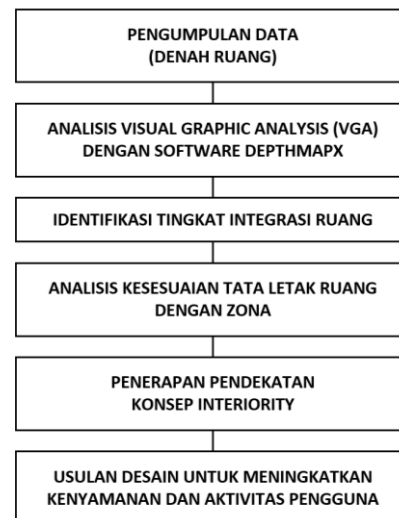 PENGUMPULAN DATA
(DENAH RUANG)
ANALISIS VISUAL GRAPHIC ANALYSIS (VGA)
DENGAN SOFTWARE DEPTHMAPX
IDENTIFIKASI TINGKAT INTEGRASI RUANG
ANALISIS KESESUAIAN TATA LETAK RUANG
DENGAN ZONA
PENERAPAN PENDEKATAN
KONSEP INTERIORITY
USULAN DESAIN UNTUK MENINGKATKAN
KENYAMANAN DAN AKTIVITAS PENGGUNA